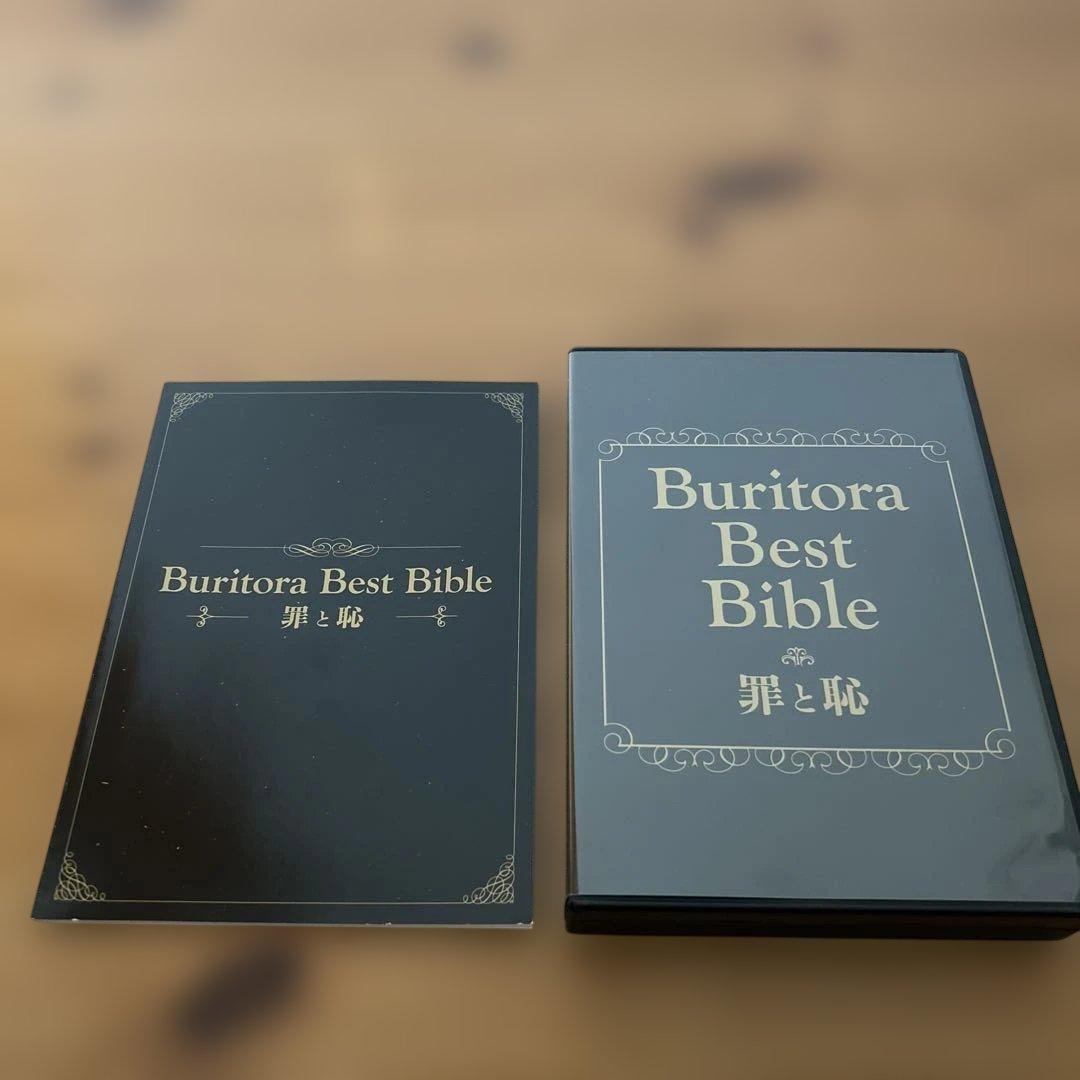 Buritora Best Bible
罪と恥
Buritora
Best
Bible
罪と恥